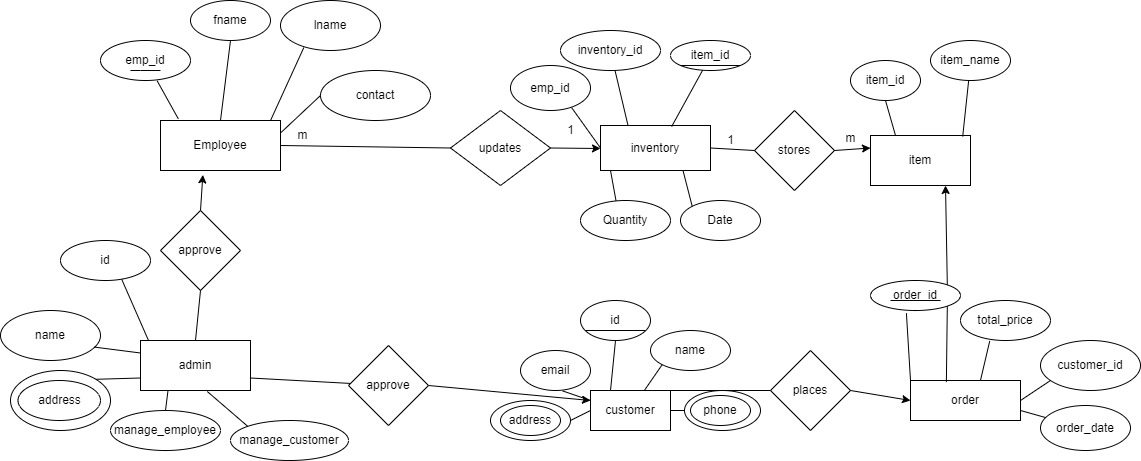 fname
lname
emp_id
contact
Employee
m
updates
1
inventory_id
item_id
emp_id
inventory
Quantity
Date
1
stores
m
item_id
item_name
item
approve
id
name
admin
address
manage_employee
manage_customer
approve
id
name
email
customer
address
phone
places
order_id
total_price
customer_id
order
order_date